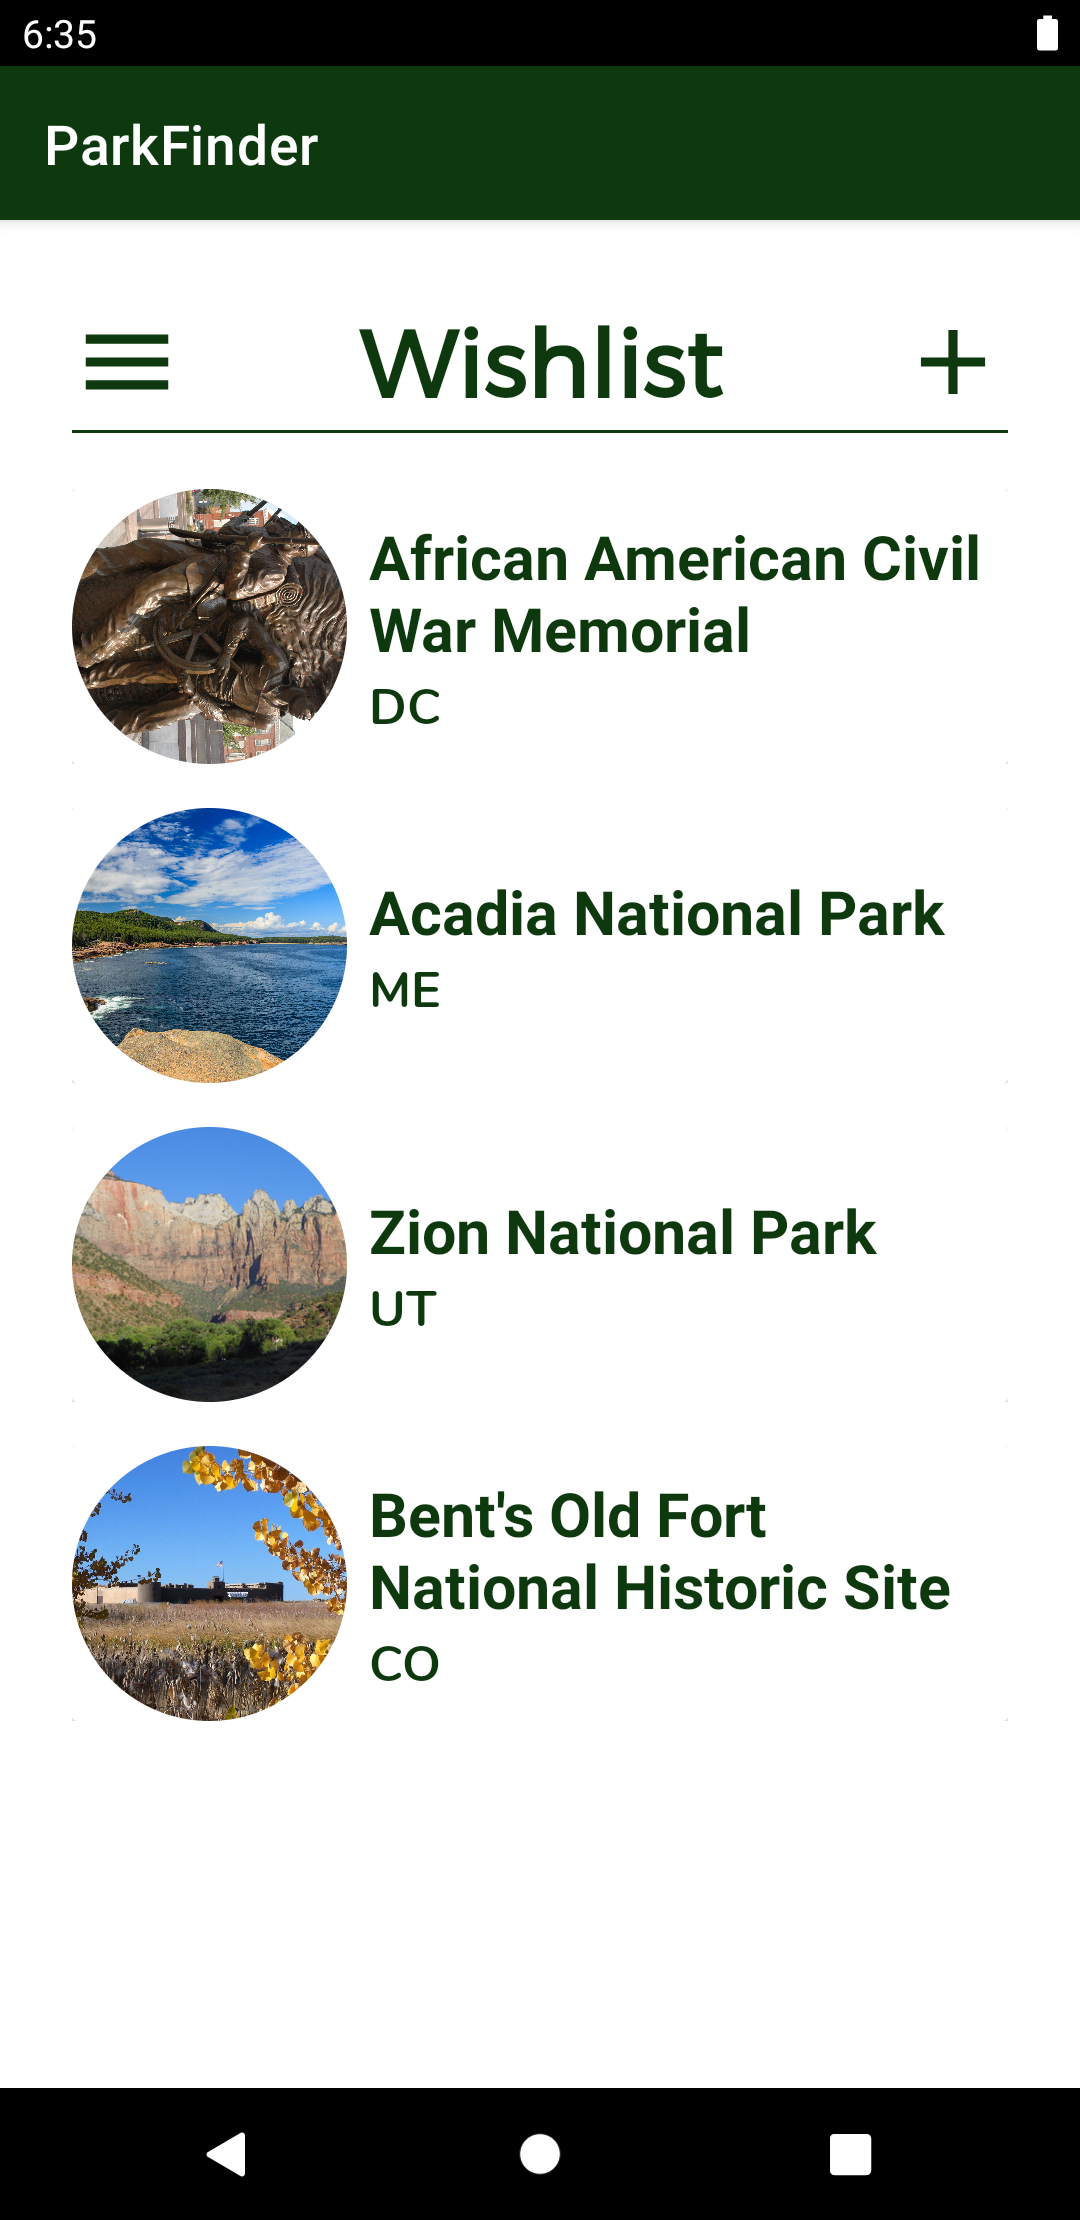 6:35
ParkFinder
Wishlist
African American Civil
War Memorial
DC
Acadia National Park
ME
Zion National Park
UT
Bent's Old Fort
National Historic Site
CO